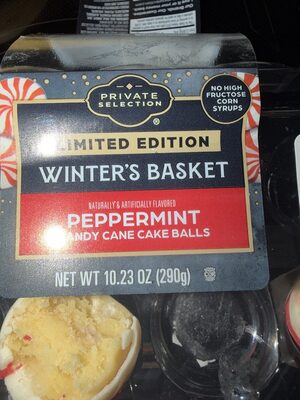 PRIVATE
SELECTION
®
NO HIGH
FRUCTOSE
CORN
SYRUPS
LIMITED EDITION
WINTER'S BASKET
NATURALLY & ARTIFICIALLY FLAVORED
PEPPERMINT
CANDY CANE CAKE BALLS
NET WT 10.23 OZ (290g)